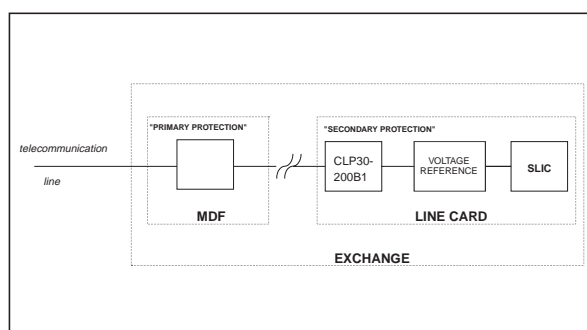 "PRIMARY PROTECTION"
"SECONDARY PROTECTION"
telecommunication
line
CLP30-
200B1
VOLTAGE
REFERENCE
SLIC
MDF
LINE CARD
EXCHANGE